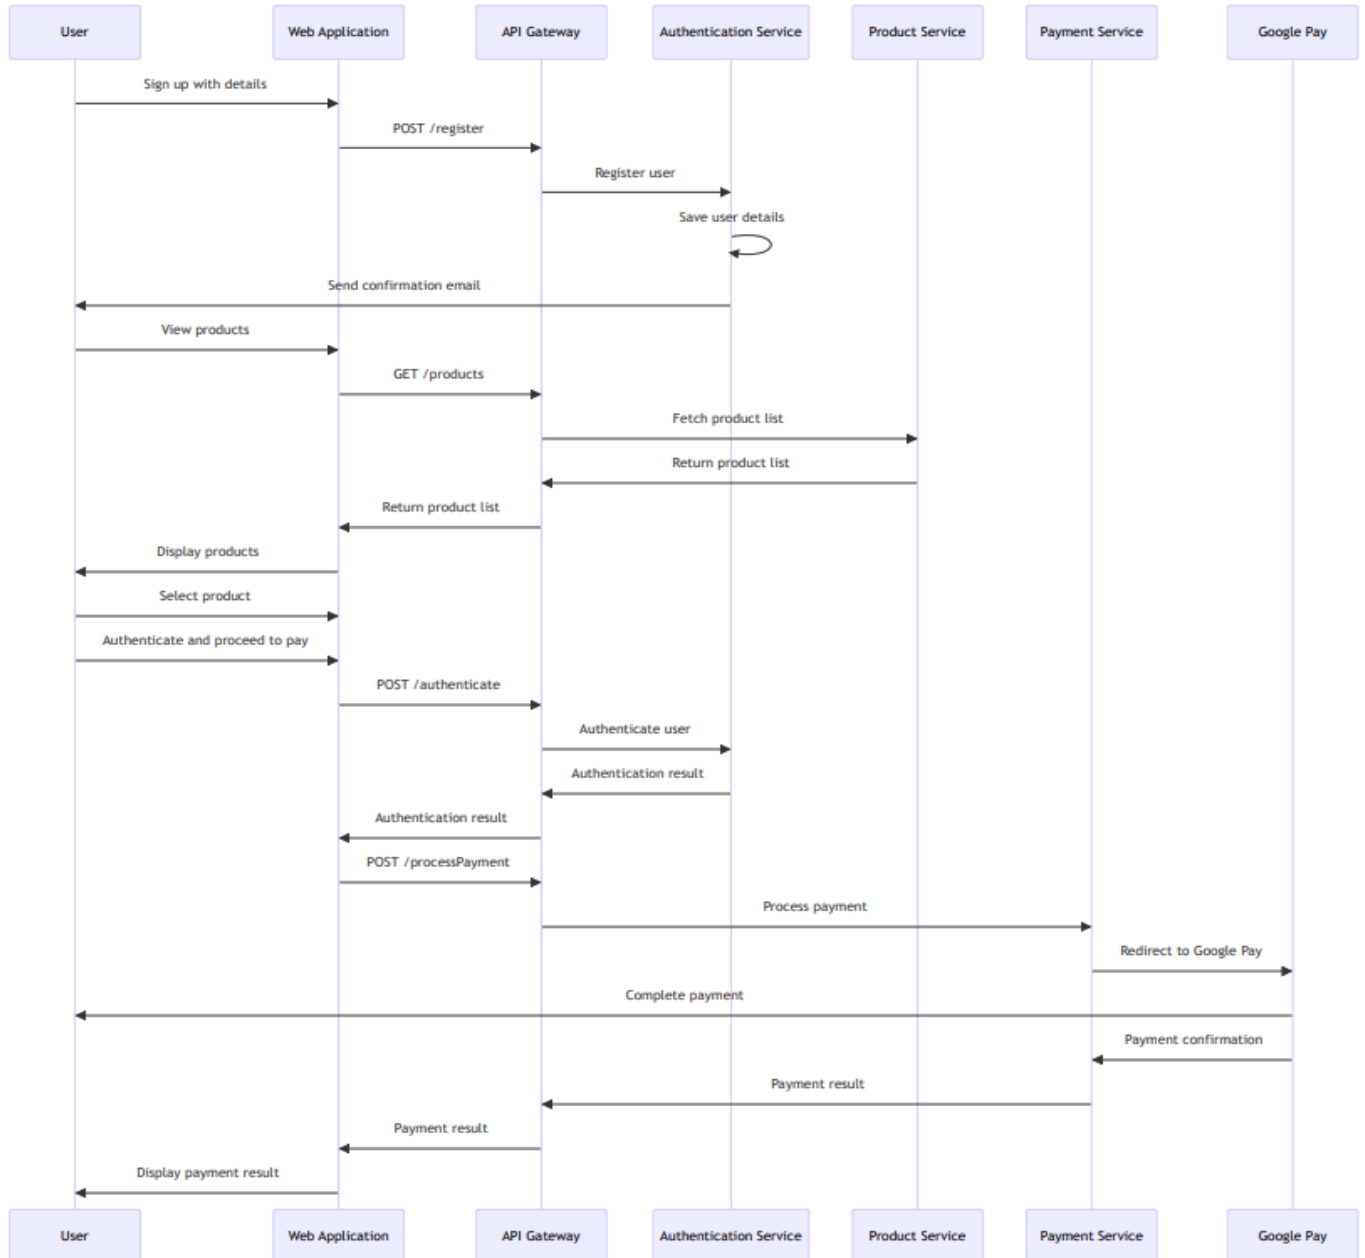 User
Web Application
API Gateway
Authentication Service
Product Service
Payment Service
Google Pay
Sign up with details
POST /register
Register user
Save user details
Send confirmation email
View products
GET /products
Fetch product list
Return product list
Return product list
Display products
Select product
Authenticate and proceed to pay
POST /authenticate
Authenticate user
Authentication result
Authentication result
POST /processPayment
Process payment
Redirect to Google Pay
Complete payment
Payment confirmation
Payment result
Payment result
Display payment result
User
Web Application
API Gateway
Authentication Service
Product Service
Payment Service
Google Pay